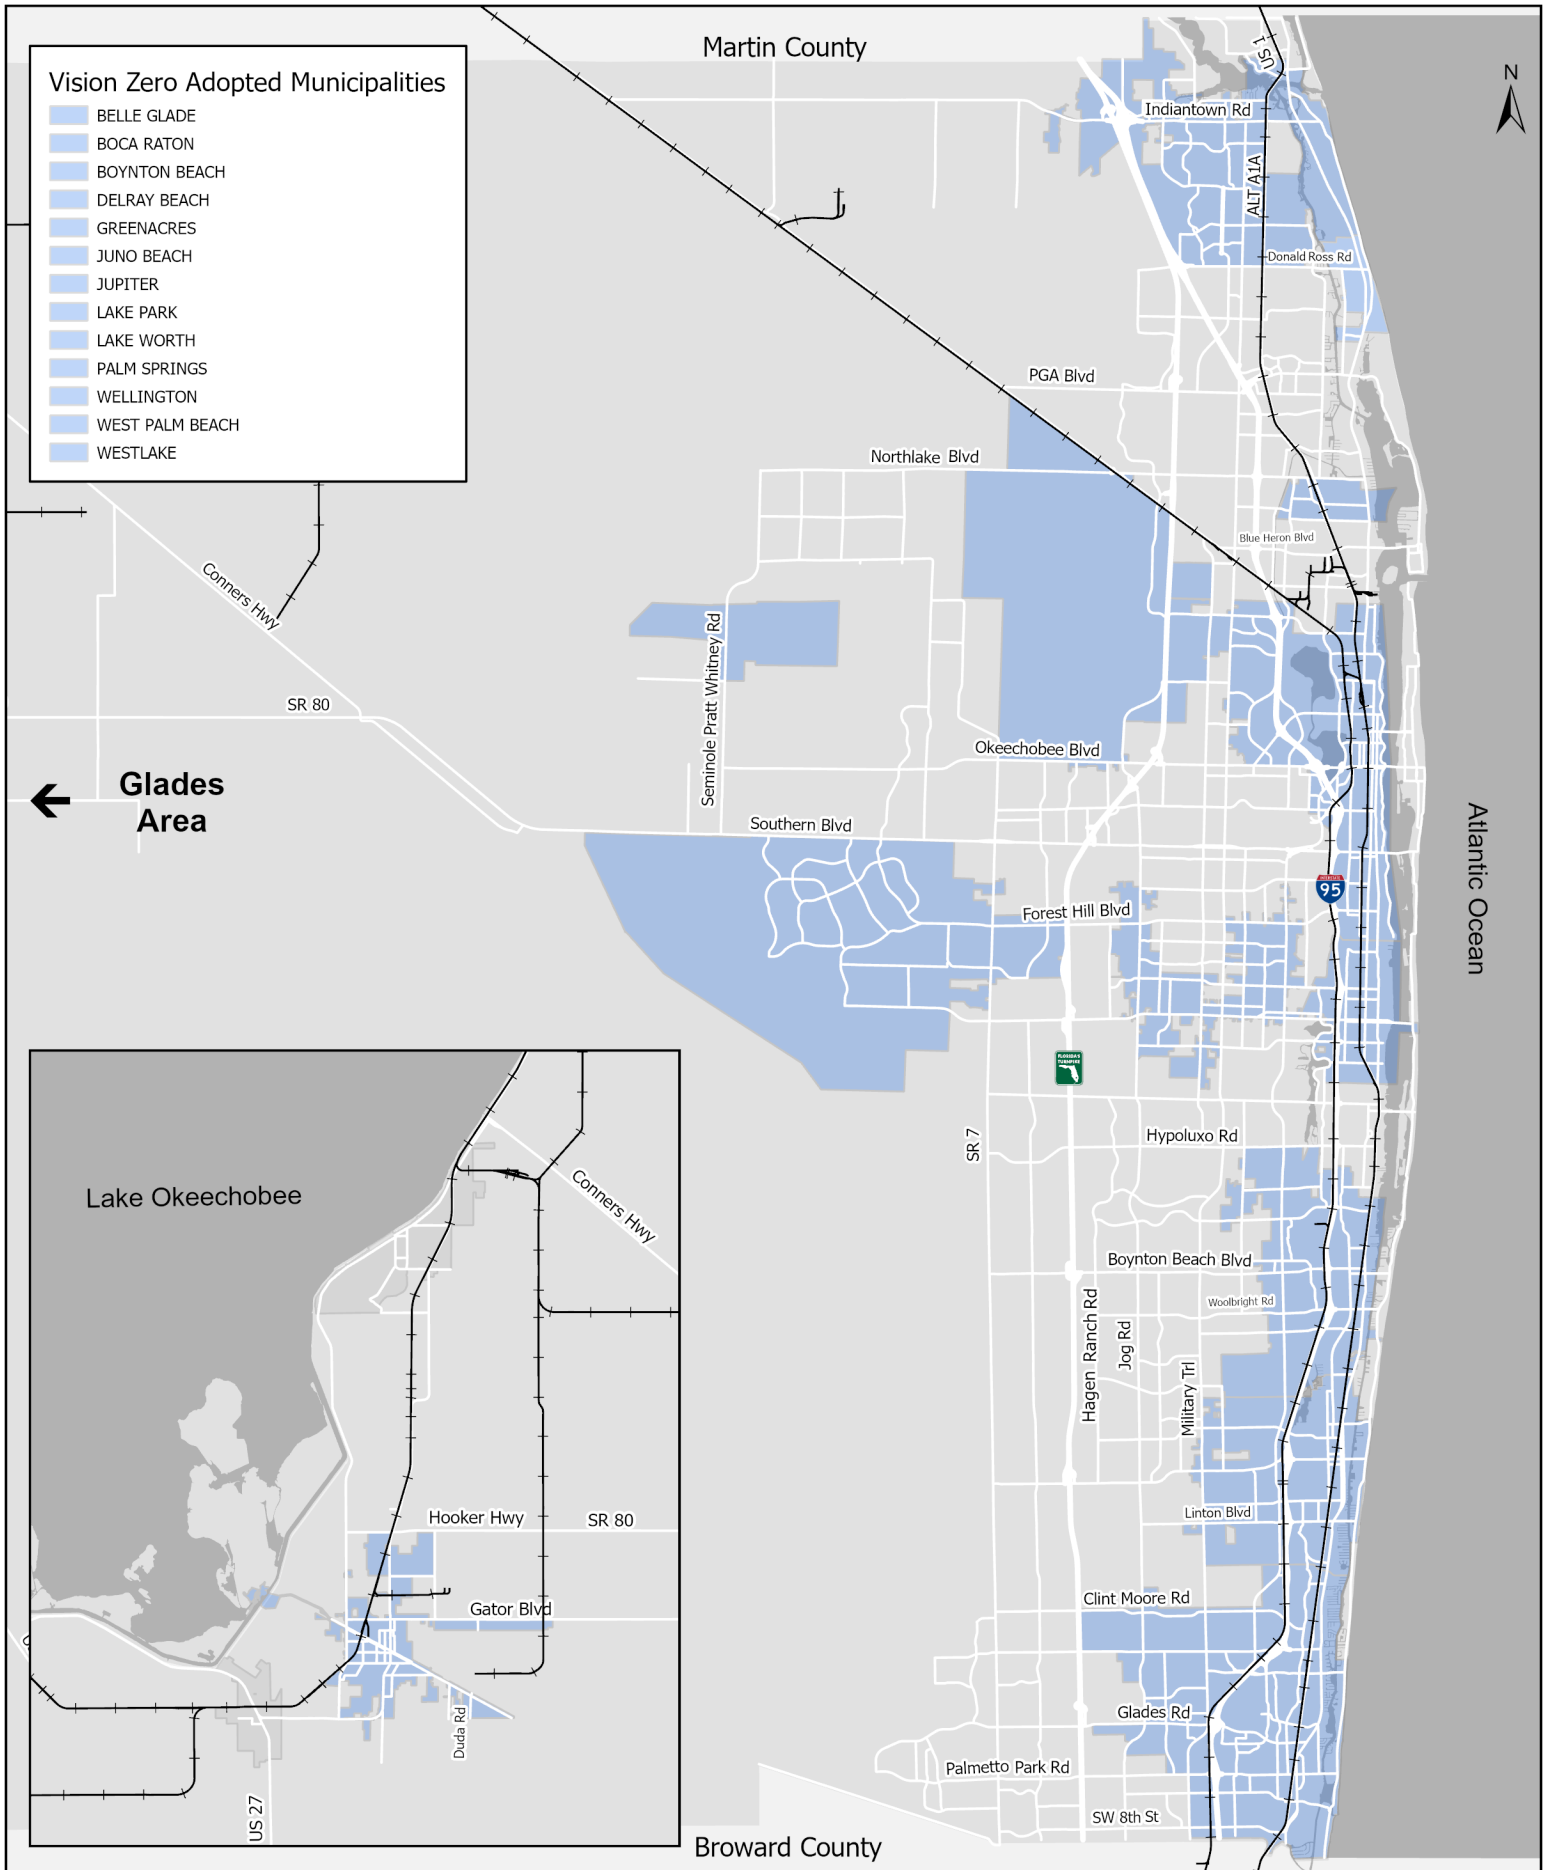 Martin County
Vision Zero Adopted Municipalities
BELLE GLADE
BOCA RATON
BOYNTON BEACH
DELRAY BEACH
GREENACRES
JUNO BEACH
JUPITER
LAKE PARK
LAKE WORTH
PALM SPRINGS
WELLINGTON
WEST PALM BEACH
WESTLAKE
US 1
N
Indiantown Rd
ALT A1A
Donald Ross Rd
PGA Blvd
Northlake Blvd
Blue Heron Blvd
Conners Hwy
Seminole Pratt Whitney Rd
SR 80
Okeechobee Blvd
Glades
Area
Southern Blvd
Atlantic Ocean
INTERSTATE
95
Forest Hill Blvd
FLORIDA'S
TURNPIKE
SR 7
Hypoluxo Rd
Lake Okeechobee
Conners Hwy
Boynton Beach Blvd
Woolbright Rd
Hagen Ranch Rd
Jog Rd
Military Trl
Hooker Hwy
SR 80
Linton Blvd
Clint Moore Rd
Gator Blvd
Glades Rd
Duda Rd
Palmetto Park Rd
US 27
SW 8th St
Broward County